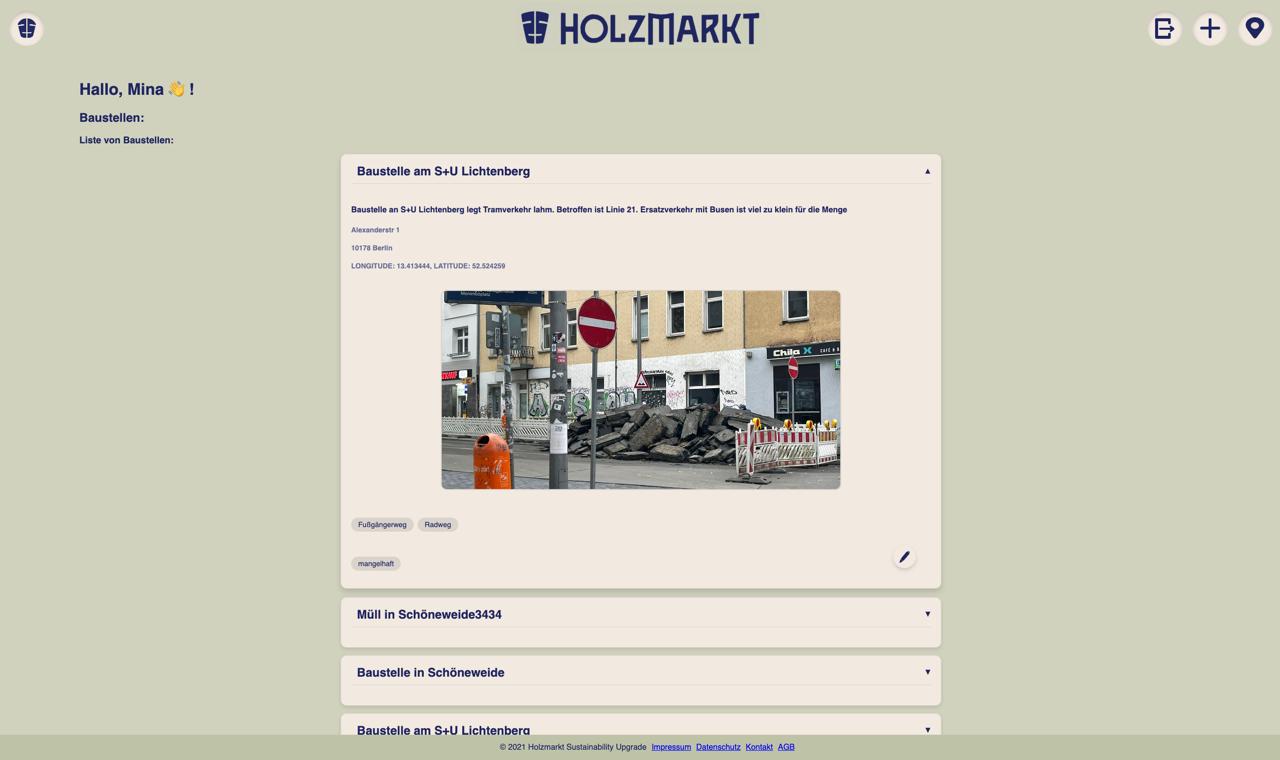 HOLZMARKT
Hallo, Mina 👋 !
Baustellen:
Liste von Baustellen:
Baustelle am S+U Lichtenberg ▲
Baustelle an S+U Lichtenberg legt Tramverkehr lahm. Betroffen ist Linie 21. Ersatzverkehr mit Busen ist viel zu klein für die Menge
Alexanderstr 1
10178 Berlin
LONGITUDE: 13.413444, LATITUDE: 52.524259
Chila X
Fußgängerweg Radweg
mangelhaft
Müll in Schöneweide3434 ▼
Baustelle in Schöneweide ▼
Baustelle am S+U Lichtenberg ▼
© 2021 Holzmarkt Sustainability Upgrade Impressum Datenschutz Kontakt AGB